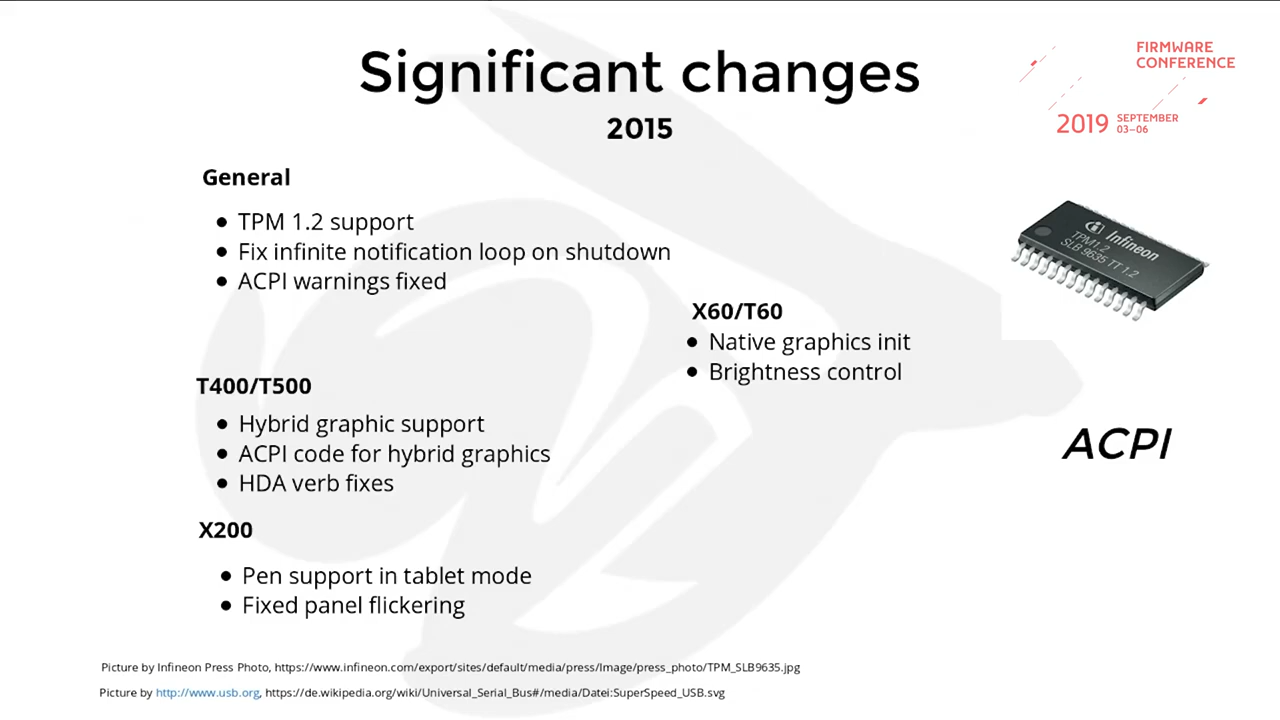 Significant changes
2015
FIRMWARE
CONFERENCE
2019 SEPTEMBER
03–06
General
TPM 1.2 support
Fix infinite notification loop on shutdown
ACPI warnings fixed
Infineon
TPM1.2
SLB 9635 TT 1.2
X60/T60
Native graphics init
Brightness control
T400/T500
Hybrid graphic support
ACPI code for hybrid graphics
HDA verb fixes
ACPI
X200
Pen support in tablet mode
Fixed panel flickering
Picture by Infineon Press Photo, https://www.infineon.com/export/sites/default/media/press/Image/press_photo/TPM_SLB9635.jpg
Picture by http://www.usb.org, https://de.wikipedia.org/wiki/Universal_Serial_Bus#/media/Datei:SuperSpeed_USB.svg